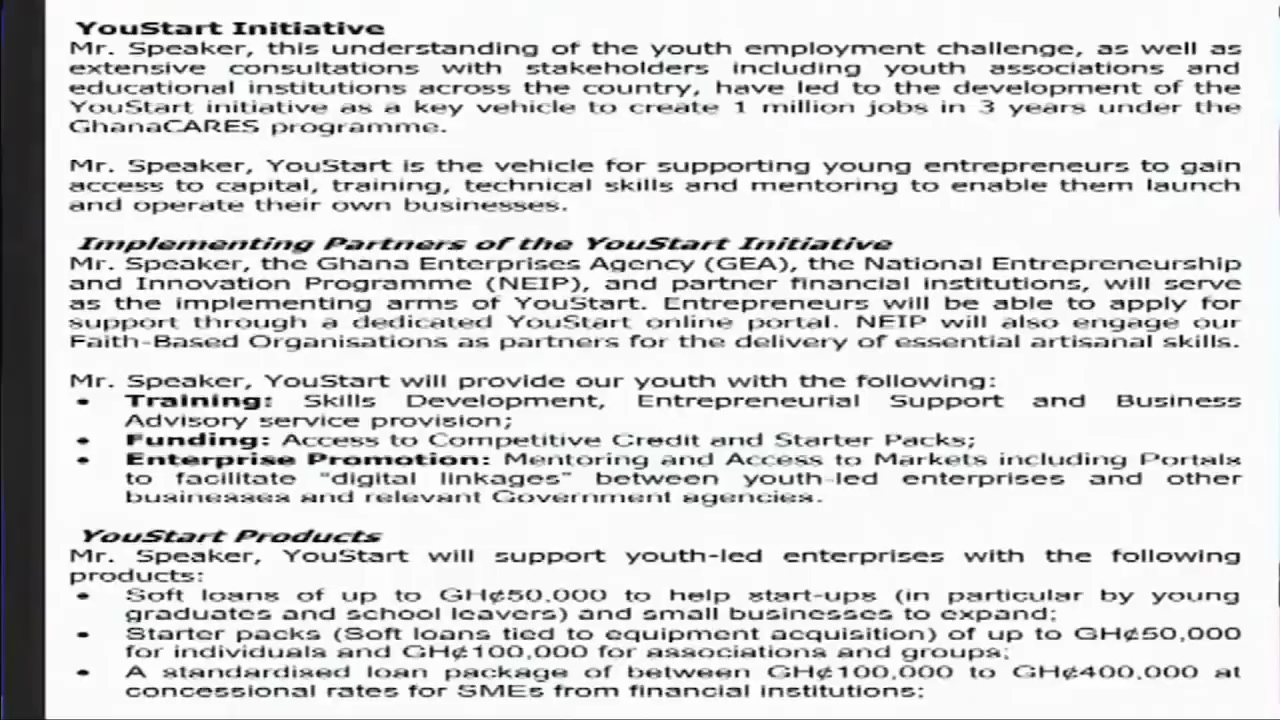 YouStart Initiative
Mr. Speaker, this understanding of the youth employment challenge, as well as
extensive consultations with stakeholders including youth associations and
educational institutions across the country, have led to the development of the
YouStart initiative as a key vehicle to create 1 million jobs in 3 years under the
GhanaCARES programme.
Mr. Speaker, YouStart is the vehicle for supporting young entrepreneurs to gain
access to capital, training, technical skills and mentoring to enable them launch
and operate their own businesses.
Implementing Partners of the YouStart Initiative
Mr. Speaker, the Ghana Enterprises Agency (GEA), the National Entrepreneurship
and Innovation Programme (NEIP), and partner financial institutions, will serve
as the implementing arms of YouStart. Entrepreneurs will be able to apply for
support through a dedicated YouStart online portal. NEIP will also engage our
Faith-Based Organisations as partners for the delivery of essential artisanal skills.
Mr. Speaker, YouStart will provide our youth with the following:
• Training: Skills Development, Entrepreneurial Support and Business
Advisory service provision;
• Funding: Access to Competitive Credit and Starter Packs;
• Enterprise Promotion: Mentoring and Access to Markets including Portals
to facilitate "digital linkages" between youth-led enterprises and other
businesses and relevant Government agencies.
YouStart Products
Mr. Speaker, YouStart will support youth-led enterprises with the following
products:
• Soft loans of up to GH¢50,000 to help start-ups (in particular by young
graduates and school leavers) and small businesses to expand;
• Starter packs (Soft loans tied to equipment acquisition) of up to GH¢50,000
for individuals and GH¢100,000 for associations and groups;
• A standardised loan package of between GH¢100,000 to GH¢400,000 at
concessional rates for SMEs from financial institutions;